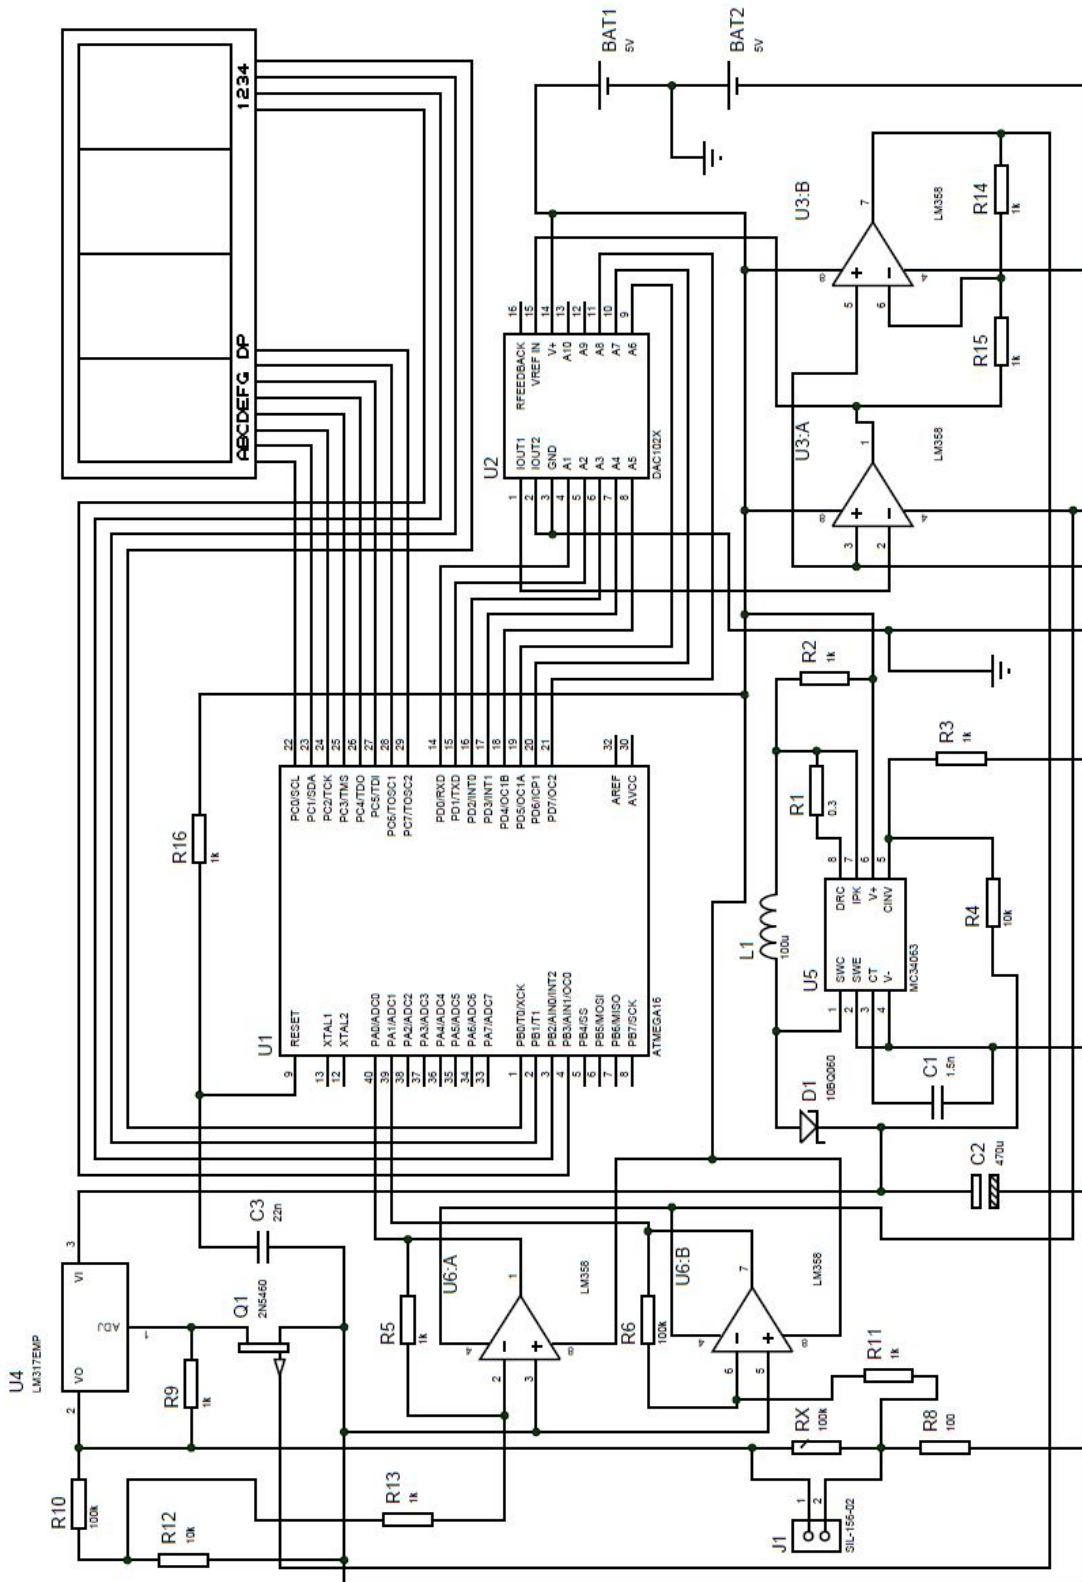 ABCDEFG DP
1234
BAT1
5V
BAT2
5V
R16
1k
U1
9
RESET
13
XTAL1
12
XTAL2
40
PA0/ADC0
39
PA1/ADC1
38
PA2/ADC2
37
PA3/ADC3
36
PA4/ADC4
35
PA5/ADC5
34
PA6/ADC6
33
PA7/ADC7
1
PB0/T0/XCK
2
PB1/T1
3
PB2/AIN0/INT2
4
PB3/AIN1/OC0
5
PB4/SS
6
PB5/MOSI
7
PB6/MISO
8
PB7/SCK
PC0/SCL
22
PC1/SDA
23
PC2/TCK
24
PC3/TMS
25
PC4/TDO
26
PC5/TDI
27
PC6/TOSC1
28
PC7/TOSC2
29
PD0/RXD
14
PD1/TXD
15
PD2/INT0
16
PD3/INT1
17
PD4/OC1B
18
PD5/OC1A
19
PD6/ICP1
20
PD7/OC2
21
AREF
32
AVCC
30
ATMEGA16
U2
1
IOUT1
2
IOUT2
3
GND
4
A1
5
A2
6
A3
7
A4
8
A5
RFEEDBACK
16
VREF IN
15
V+
14
A10
13
A9
12
A8
11
A7
10
A6
9
DAC102X
U3:A
3
2
1
8
4
LM358
U3:B
5
6
7
8
4
LM358
R14
1k
R15
1k
U4
LM317EMP
VI
3
VO
2
1
Q1
2N5460
C3
22n
R9
1k
R10
100k
R12
10k
R13
1k
R5
1k
U6:A
2
3
1
4
8
LM358
R6
100k
U6:B
6
5
7
4
8
LM358
R11
1k
RX
100k
R8
100
J1
1
2
SIL-156-02
D1
10BQ060
C2
470u
C1
1.5n
L1
100u
U5
1
SWC
2
SWE
3
CT
4
V-
DRC
8
IPK
7
V+
6
CINV
5
MC34063
R1
0.3
R2
1k
R3
1k
R4
10k